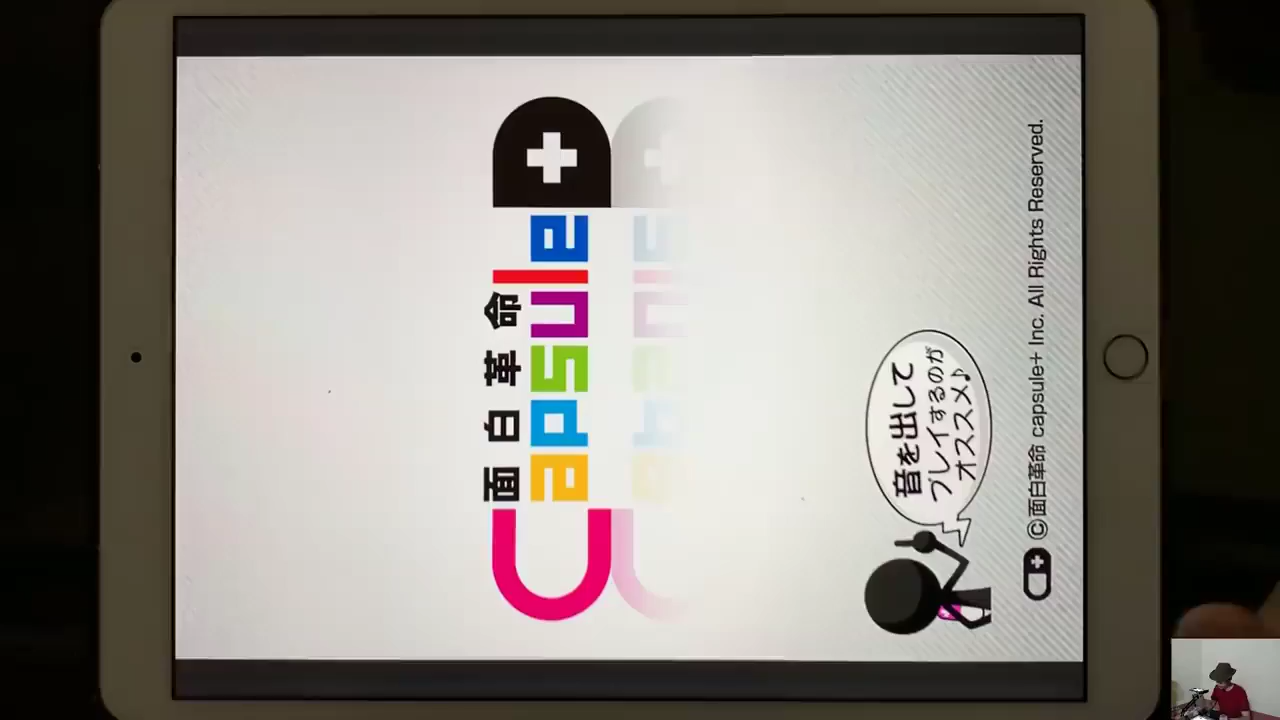 面白革命
capsule+
音を出して
プレイするのが
オススメ♪
©面白革命 capsule+ Inc. All Rights Reserved.